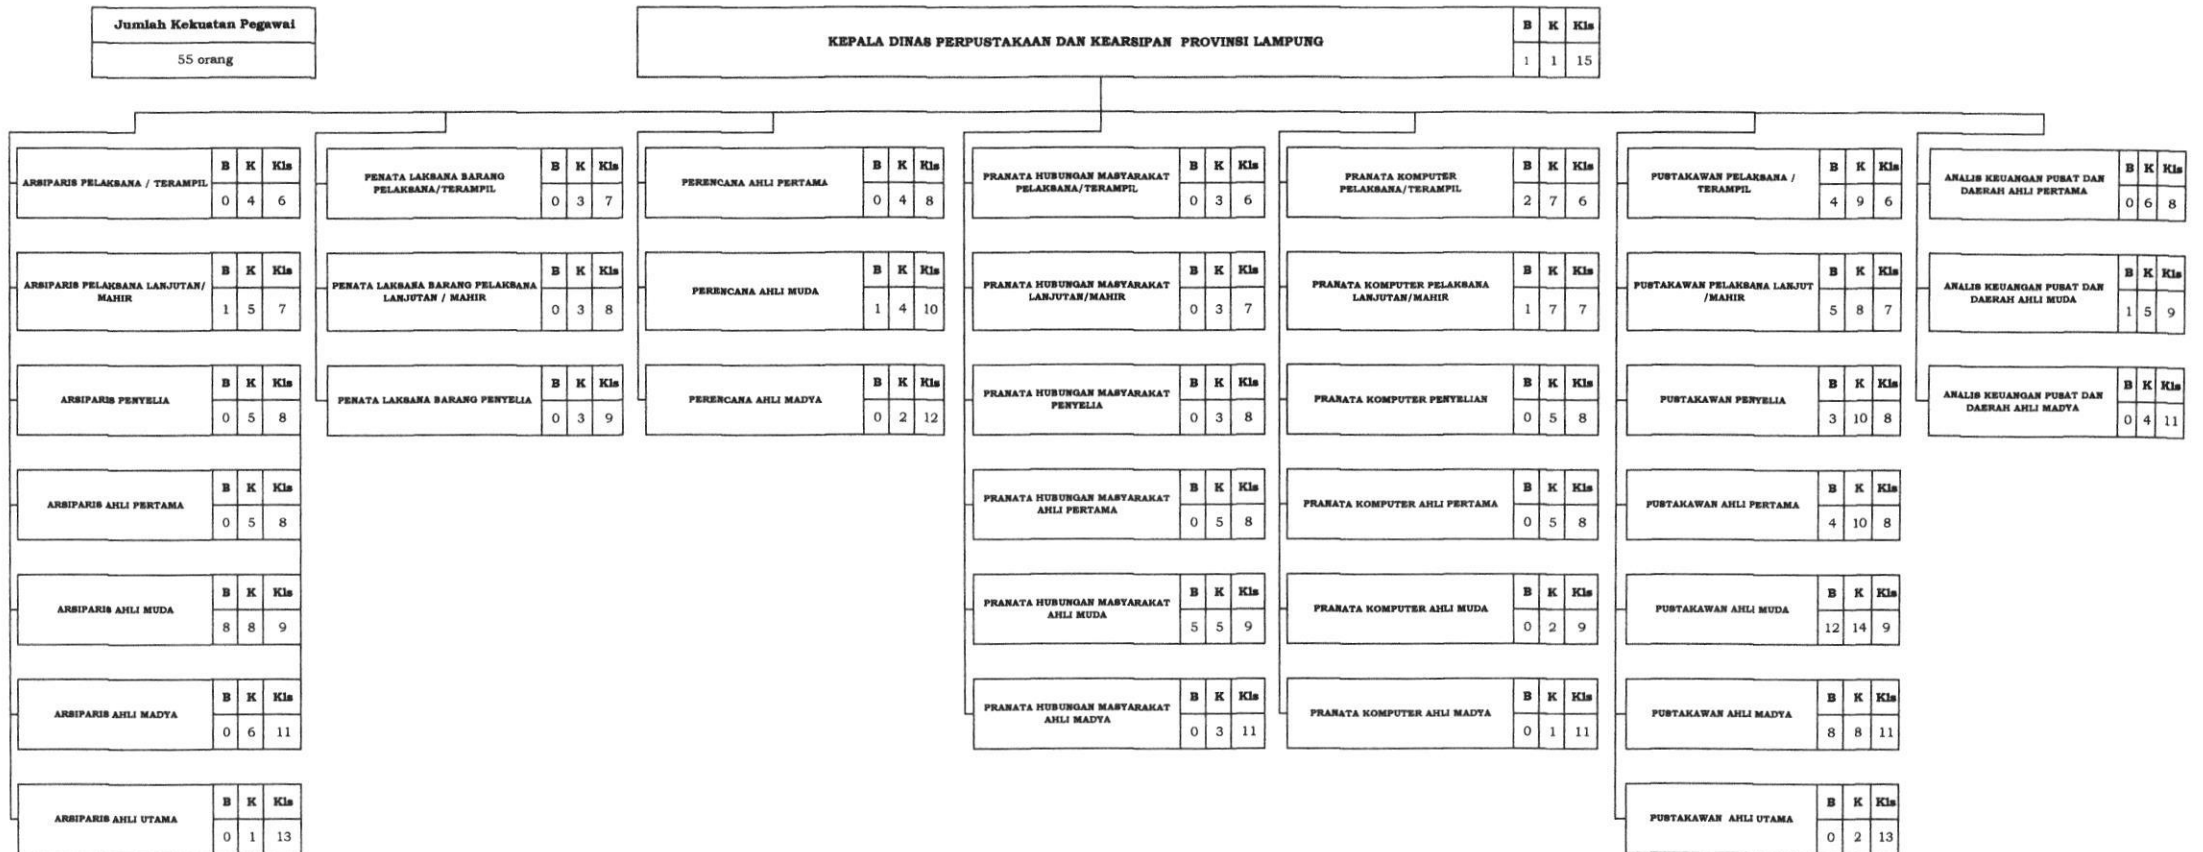 Jumlah Kekuatan Pegawai
55 orang
KEPALA DINAS PERPUSTAKAAN DAN KEARSIPAN PROVINSI LAMPUNG
B K Kls
1 1 15
ARSIPARIS PELAKSANA / TERAMPIL
B K Kls
0 4 6
ARSIPARIS PELAKSANA LANJUTAN/
MAHIR
B K Kls
1 5 7
ARSIPARIS PENYELIA
B K Kls
0 5 8
ARSIPARIS AHLI PERTAMA
B K Kls
0 5 8
ARSIPARIS AHLI MUDA
B K Kls
8 8 9
ARSIPARIS AHLI MADYA
B K Kls
0 6 11
ARSIPARIS AHLI UTAMA
B K Kls
0 1 13
PENATA LAKSANA BARANG
PELAKSANA/TERAMPIL
B K Kls
0 3 7
PENATA LAKSANA BARANG PELAKSANA
LANJUTAN / MAHIR
B K Kls
0 3 8
PENATA LAKSANA BARANG PENYELIA
B K Kls
0 3 9
PERENCANA AHLI PERTAMA
B K Kls
0 4 8
PERENCANA AHLI MUDA
B K Kls
1 4 10
PERENCANA AHLI MADYA
B K Kls
0 2 12
PRANATA HUBUNGAN MASYARAKAT
PELAKSANA/TERAMPIL
B K Kls
0 3 6
PRANATA HUBUNGAN MASYARAKAT
LANJUTAN/MAHIR
B K Kls
0 3 7
PRANATA HUBUNGAN MASYARAKAT
PENYELIA
B K Kls
0 3 8
PRANATA HUBUNGAN MASYARAKAT
AHLI PERTAMA
B K Kls
0 5 8
PRANATA HUBUNGAN MASYARAKAT
AHLI MUDA
B K Kls
5 5 9
PRANATA HUBUNGAN MASYARAKAT
AHLI MADYA
B K Kls
0 3 11
PRANATA KOMPUTER
PELAKSANA/TERAMPIL
B K Kls
2 7 6
PRANATA KOMPUTER PELAKSANA
LANJUTAN/MAHIR
B K Kls
1 7 7
PRANATA KOMPUTER PENYELIAN
B K Kls
0 5 8
PRANATA KOMPUTER AHLI PERTAMA
B K Kls
0 5 8
PRANATA KOMPUTER AHLI MUDA
B K Kls
0 2 9
PRANATA KOMPUTER AHLI MADYA
B K Kls
0 1 11
PUSTAKAWAN PELAKSANA /
TERAMPIL
B K Kls
4 9 6
PUSTAKAWAN PELAKSANA LANJUT
/MAHIR
B K Kls
5 8 7
PUSTAKAWAN PENYELIA
B K Kls
3 10 8
PUSTAKAWAN AHLI PERTAMA
B K Kls
4 10 8
PUSTAKAWAN AHLI MUDA
B K Kls
12 14 9
PUSTAKAWAN AHLI MADYA
B K Kls
8 8 11
PUSTAKAWAN AHLI UTAMA
B K Kls
0 2 13
ANALIS KEUANGAN PUSAT DAN
DAERAH AHLI PERTAMA
B K Kls
0 6 8
ANALIS KEUANGAN PUSAT DAN
DAERAH AHLI MUDA
B K Kls
1 5 9
ANALIS KEUANGAN PUSAT DAN
DAERAH AHLI MADYA
B K Kls
0 4 11